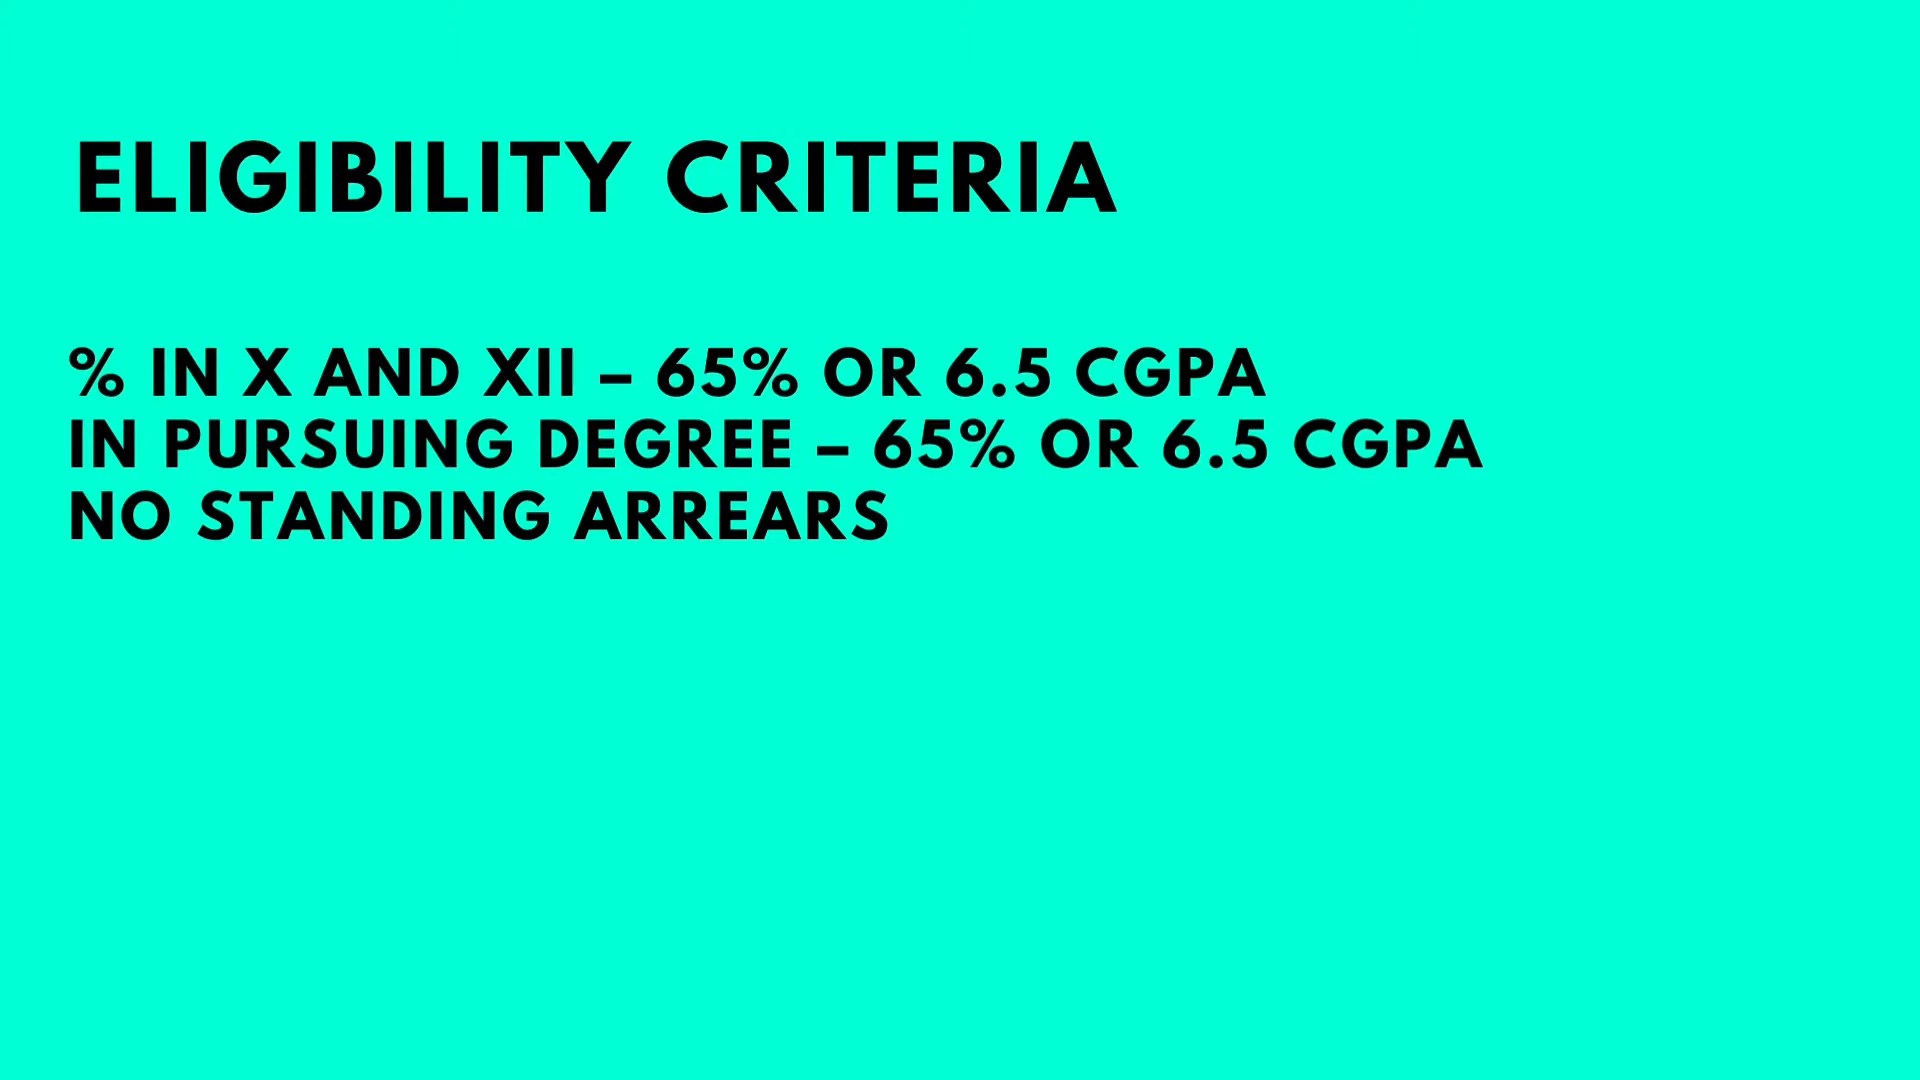 ELIGIBILITY CRITERIA
% IN X AND XII – 65% OR 6.5 CGPA
IN PURSUING DEGREE – 65% OR 6.5 CGPA
NO STANDING ARREARS